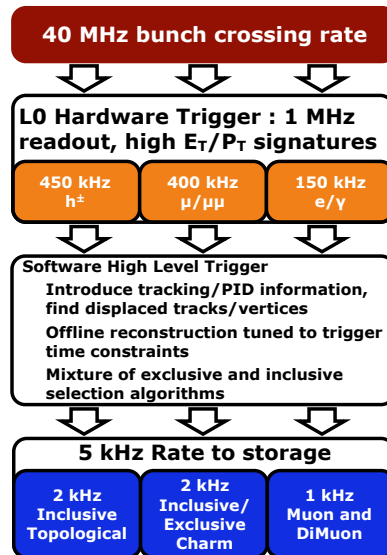 40 MHz bunch crossing rate
L0 Hardware Trigger : 1 MHz
readout, high E_T/P_T signatures
450 kHz
h±
400 kHz
μ/μμ
150 kHz
e/γ
Software High Level Trigger
Introduce tracking/PID information,
find displaced tracks/vertices
Offline reconstruction tuned to trigger
time constraints
Mixture of exclusive and inclusive
selection algorithms
5 kHz Rate to storage
2 kHz
Inclusive
Topological
2 kHz
Inclusive/
Exclusive
Charm
1 kHz
Muon and
DiMuon